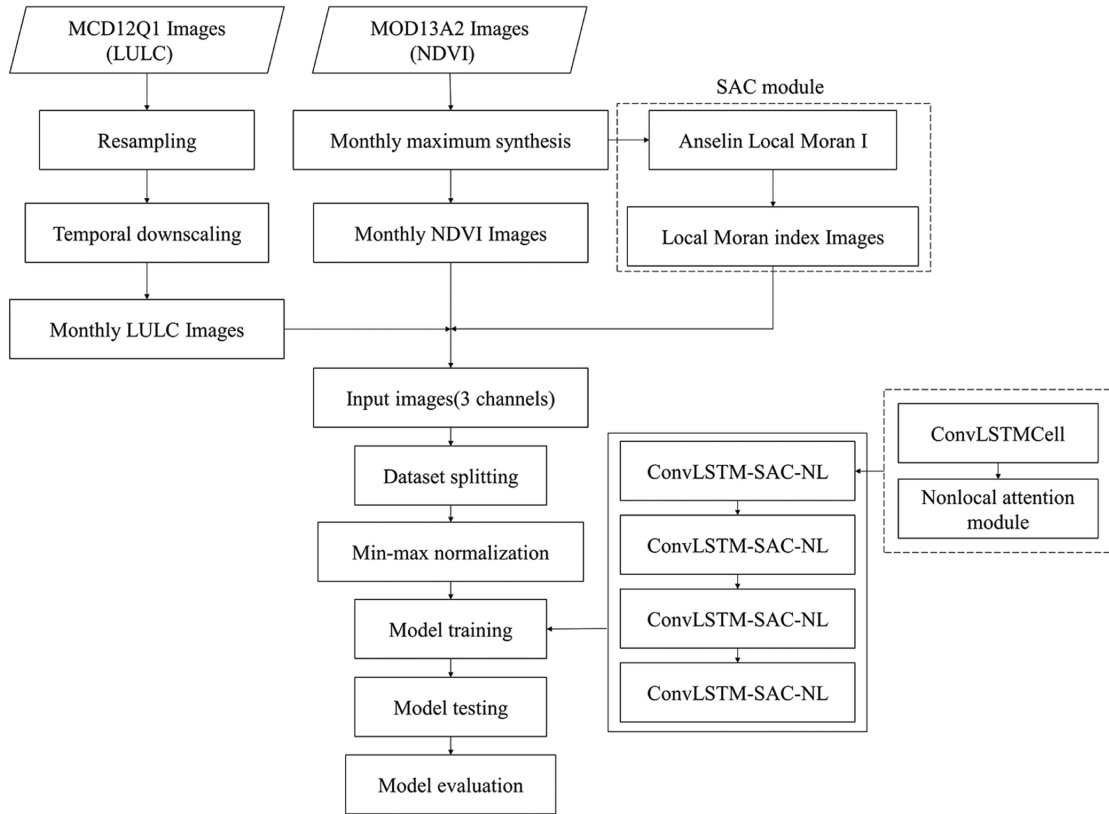 MCD12Q1 Images
(LULC)
MOD13A2 Images
(NDVI)
SAC module
Resampling
Monthly maximum synthesis
Anselin Local Moran I
Temporal downscaling
Monthly NDVI Images
Local Moran index Images
Monthly LULC Images
Input images(3 channels)
Dataset splitting
Min-max normalization
Model training
Model testing
Model evaluation
ConvLSTM-SAC-NL
ConvLSTM-SAC-NL
ConvLSTM-SAC-NL
ConvLSTM-SAC-NL
ConvLSTMCell
Nonlocal attention
module